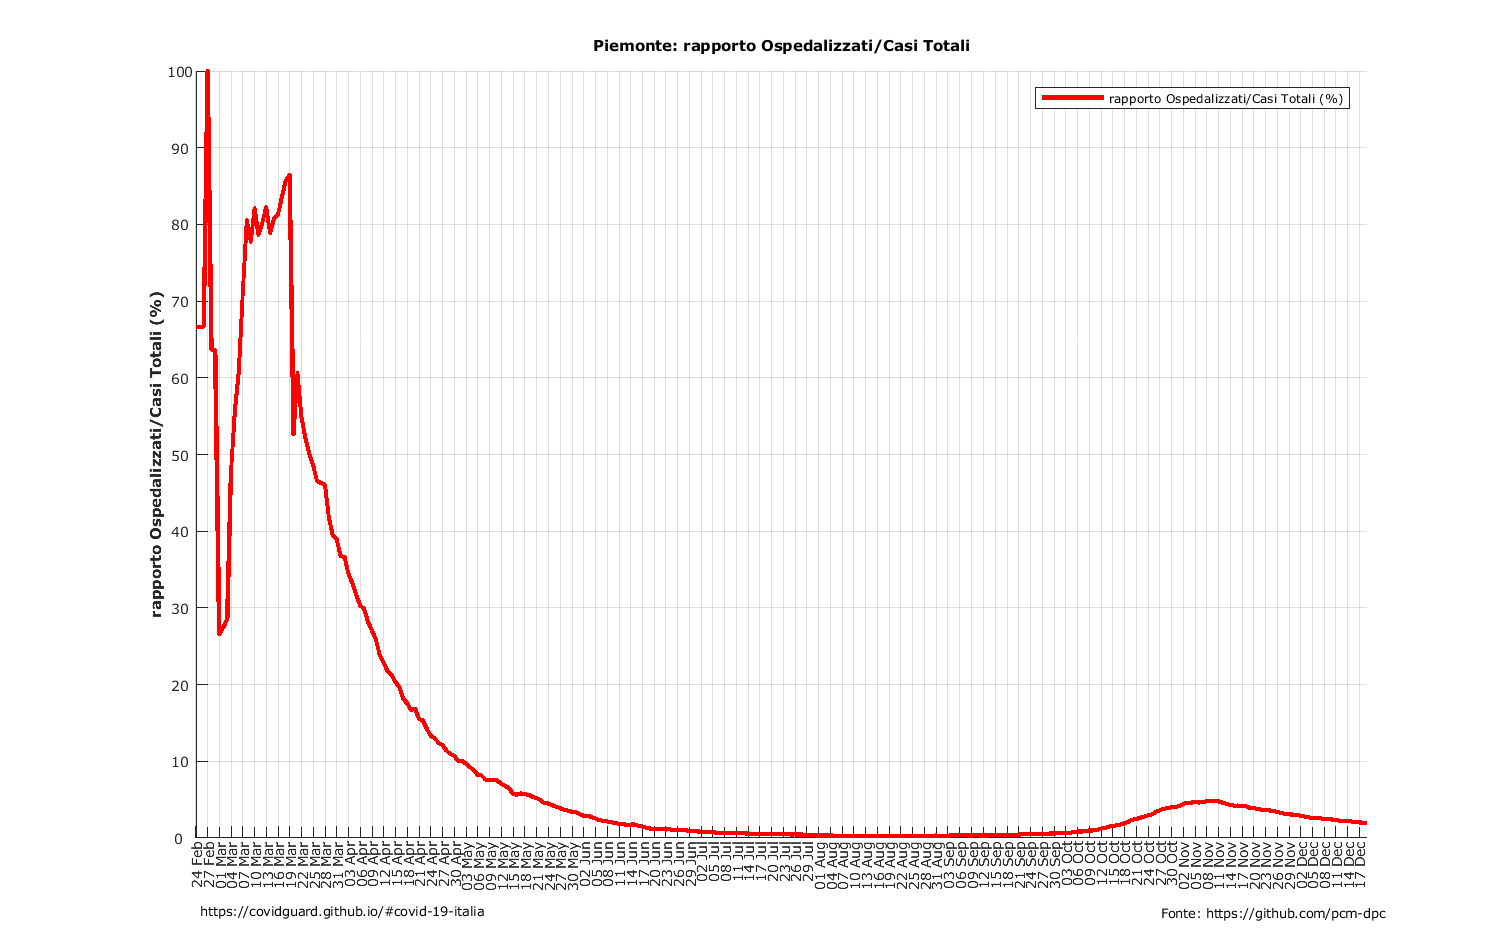 Piemonte: rapporto Ospedalizzati/Casi Totali
rapporto Ospedalizzati/Casi Totali (%)
rapporto Ospedalizzati/Casi Totali (%)
100
90
80
70
60
50
40
30
20
10
0
24 Feb
27 Feb
01 Mar
04 Mar
07 Mar
10 Mar
13 Mar
16 Mar
19 Mar
22 Mar
25 Mar
28 Mar
31 Mar
03 Apr
06 Apr
09 Apr
12 Apr
15 Apr
18 Apr
21 Apr
24 Apr
27 Apr
30 Apr
03 May
06 May
09 May
12 May
15 May
18 May
21 May
24 May
27 May
30 May
02 Jun
05 Jun
08 Jun
11 Jun
14 Jun
17 Jun
20 Jun
23 Jun
26 Jun
29 Jun
02 Jul
05 Jul
08 Jul
11 Jul
14 Jul
17 Jul
20 Jul
23 Jul
26 Jul
29 Jul
01 Aug
04 Aug
07 Aug
10 Aug
13 Aug
16 Aug
19 Aug
22 Aug
25 Aug
28 Aug
31 Aug
03 Sep
06 Sep
09 Sep
12 Sep
15 Sep
18 Sep
21 Sep
24 Sep
27 Sep
30 Sep
03 Oct
06 Oct
09 Oct
12 Oct
15 Oct
18 Oct
21 Oct
24 Oct
27 Oct
30 Oct
02 Nov
05 Nov
08 Nov
11 Nov
14 Nov
17 Nov
20 Nov
23 Nov
26 Nov
29 Nov
02 Dec
05 Dec
08 Dec
11 Dec
14 Dec
17 Dec
https://covidguard.github.io/#covid-19-italia
Fonte: https://github.com/pcm-dpc